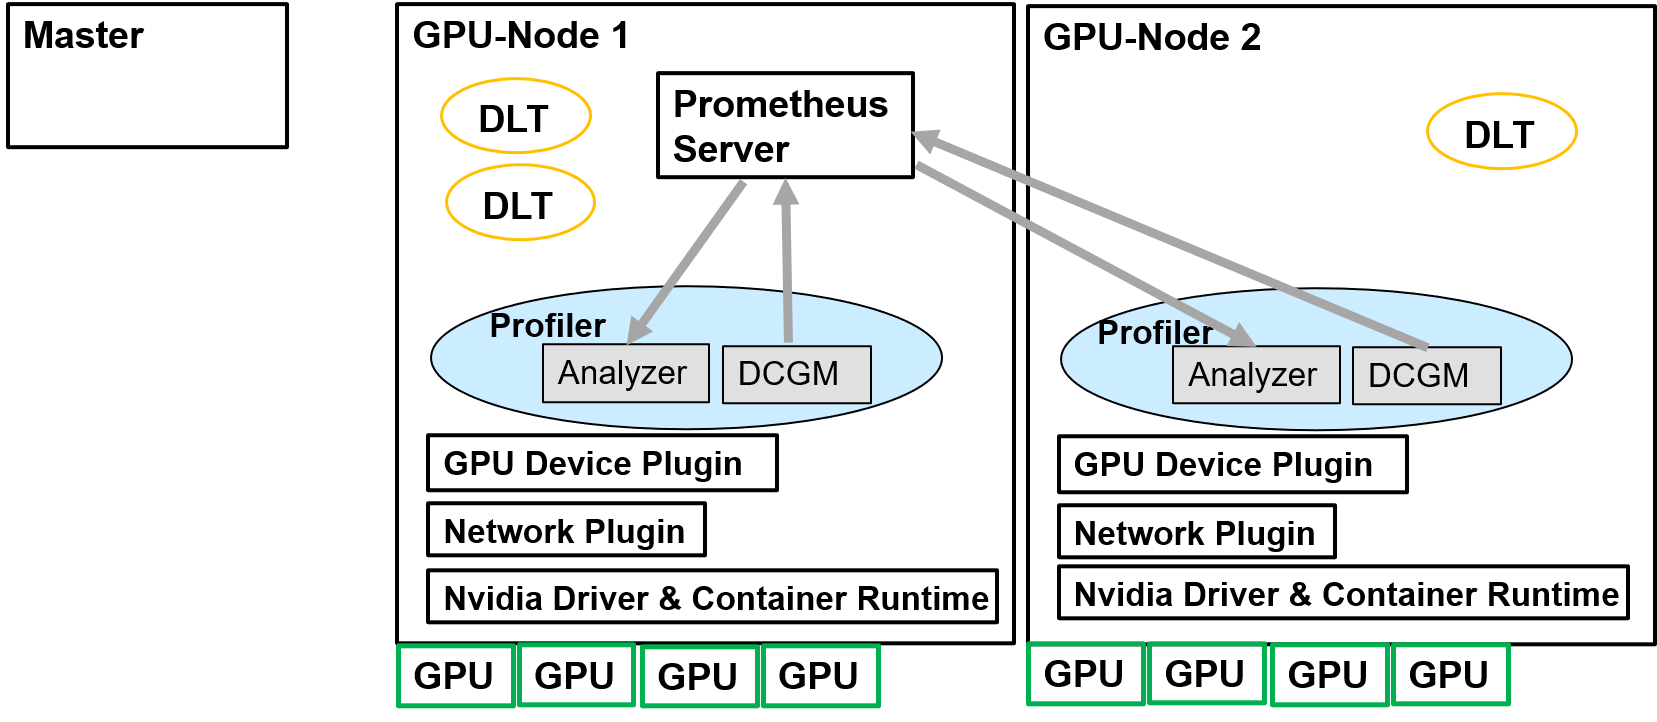 Master
GPU-Node 1
DLT
DLT
Prometheus
Server
Profiler
Analyzer
DCGM
GPU Device Plugin
Network Plugin
Nvidia Driver & Container Runtime
GPU
GPU
GPU
GPU
GPU-Node 2
DLT
Profiler
Analyzer
DCGM
GPU Device Plugin
Network Plugin
Nvidia Driver & Container Runtime
GPU
GPU
GPU
GPU